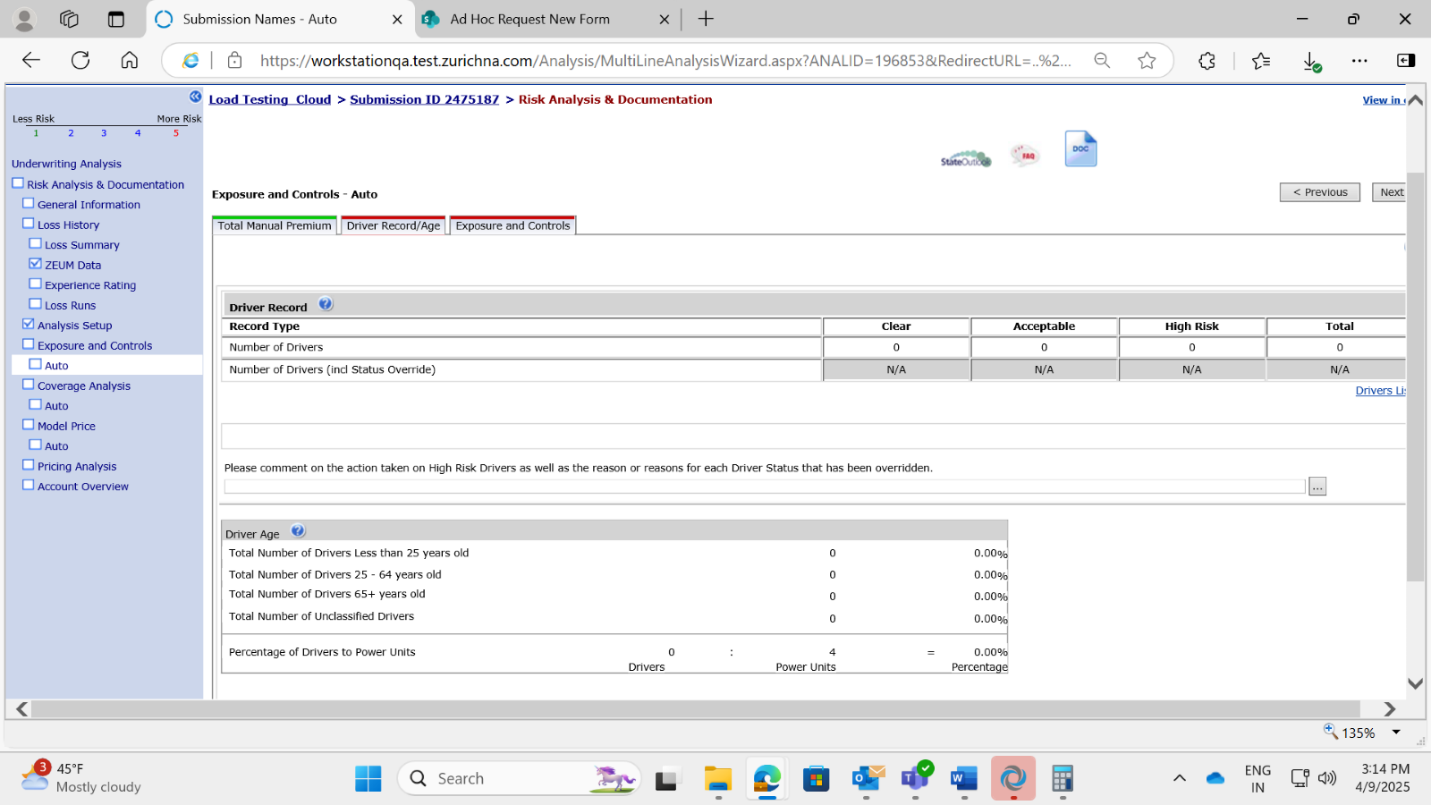 Submission Names - Auto
Ad Hoc Request New Form
https://workstationqa.test.zurichna.com/Analysis/MultiLineAnalysisWizard.aspx?ANALID=196853&RedirectURL=..%2...
Load Testing Cloud > Submission ID 2475187 > Risk Analysis & Documentation
View in
Less Risk More Risk
1 2 3 4 5
StateOutlook FAQ DOC
Underwriting Analysis
Risk Analysis & Documentation
General Information
Loss History
Loss Summary
ZEUM Data
Experience Rating
Loss Runs
Analysis Setup
Exposure and Controls
Auto
Coverage Analysis
Auto
Model Price
Auto
Pricing Analysis
Account Overview
Exposure and Controls - Auto
< Previous Next
Total Manual Premium Driver Record/Age Exposure and Controls
Driver Record ?
Record Type Clear Acceptable High Risk Total
Number of Drivers 0 0 0 0
Number of Drivers (incl Status Override) N/A N/A N/A N/A
Drivers Lis
Please comment on the action taken on High Risk Drivers as well as the reason or reasons for each Driver Status that has been overridden.
...
Driver Age ?
Total Number of Drivers Less than 25 years old 0 0.00%
Total Number of Drivers 25 - 64 years old 0 0.00%
Total Number of Drivers 65+ years old 0 0.00%
Total Number of Unclassified Drivers 0 0.00%
Percentage of Drivers to Power Units 0 : 4 = 0.00%
Drivers Power Units Percentage
135%
3
45°F
Mostly cloudy
Search
ENG
IN
3:14 PM
4/9/2025